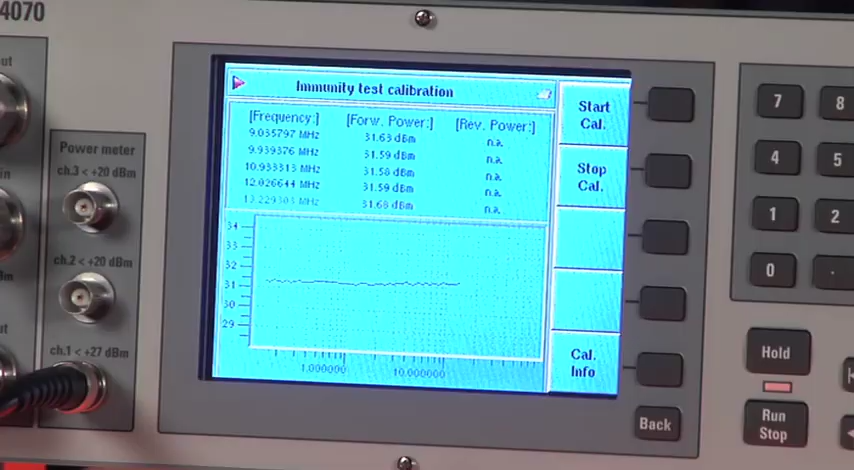 4070
Power meter
ch.3 < +20 dBm
ch.2 < +20 dBm
ch.1 < +27 dBm
Immunity test calibration
[Frequency:] [Forw. Power:] [Rev. Power:]
9.035797 MHz 31.63 dBm n.a.
9.939376 MHz 31.59 dBm n.a.
10.933313 MHz 31.58 dBm n.a.
12.026644 MHz 31.59 dBm n.a.
13.229303 MHz 31.68 dBm n.a.
34
33
32
31
30
29
1.000000 10.000000
Start
Cal.
Stop
Cal.
Cal.
Info
Back
7 8
4 5
1 2
0 .
Hold
Run
Stop